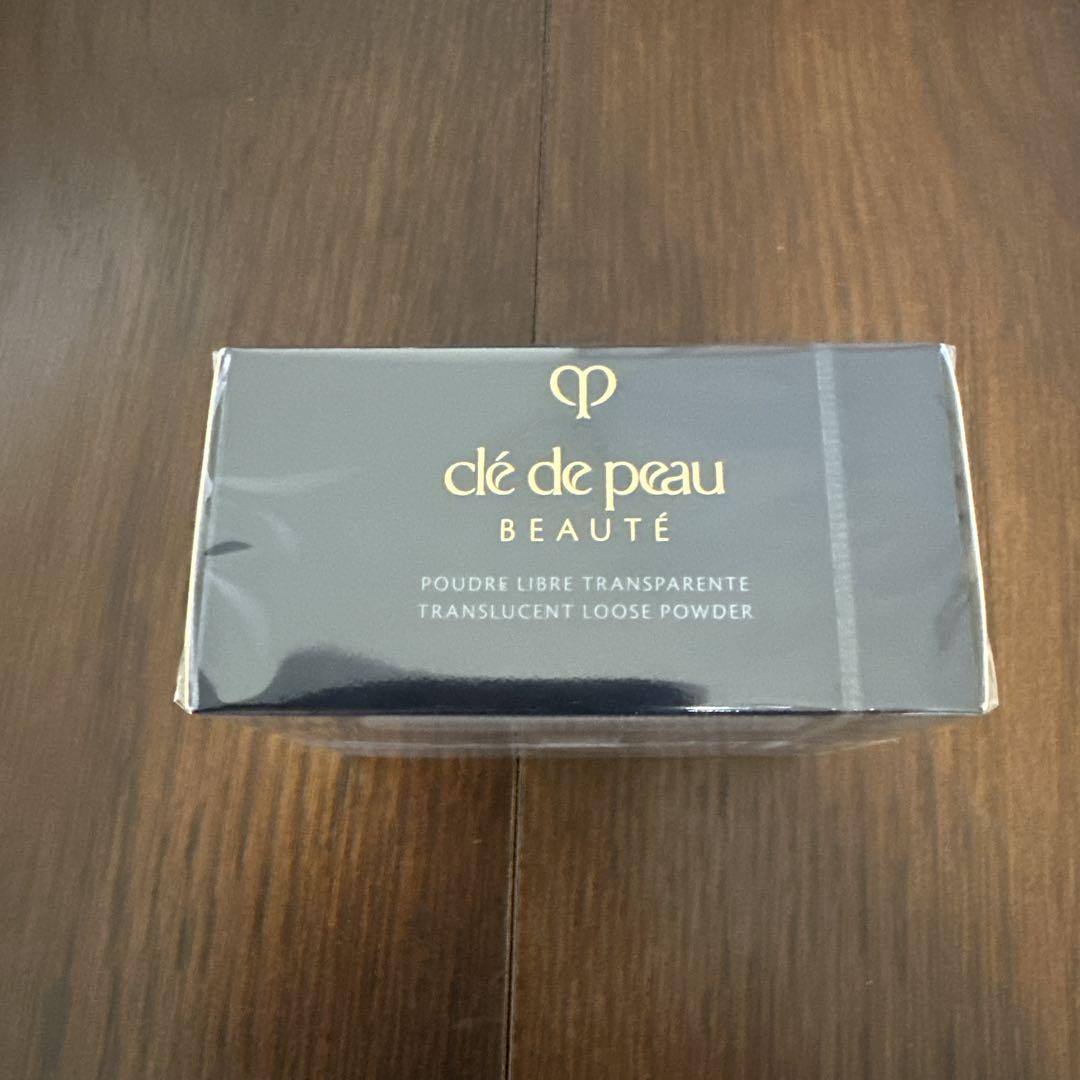 clé de peau
BEAUTÉ
POUDRE LIBRE TRANSPARENTE
TRANSLUCENT LOOSE POWDER